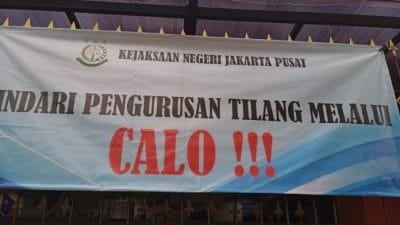 KEJAKSAAN NEGERI JAKARTA PUSAT
INDARI PENGURUSAN TILANG MELALUI
CALO !!!